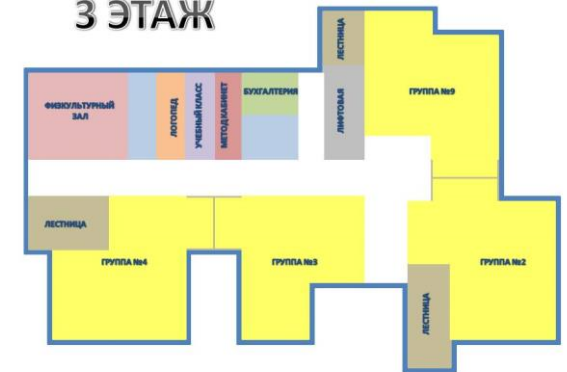 3 ЭТАЖ
ЛЕСТНИЦА
ГРУППА №9
ФИЗКУЛЬТУРНЫЙ
ЗАЛ
ЛОГОПЕД
УЧЕБНЫЙ КЛАСС
МЕТОДКАБИНЕТ
БУХГАЛТЕРИЯ
ЛИФТОВАЯ
ЛЕСТНИЦА
ГРУППА №4
ГРУППА №3
ГРУППА №2
ЛЕСТНИЦА